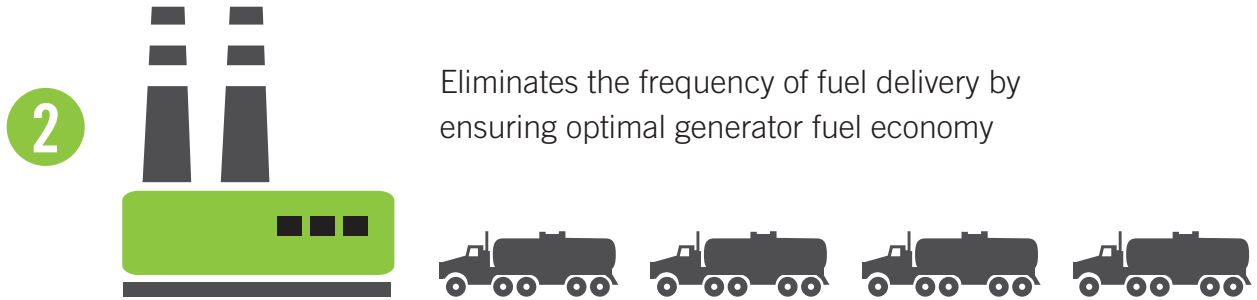 2
Eliminates the frequency of fuel delivery by
ensuring optimal generator fuel economy